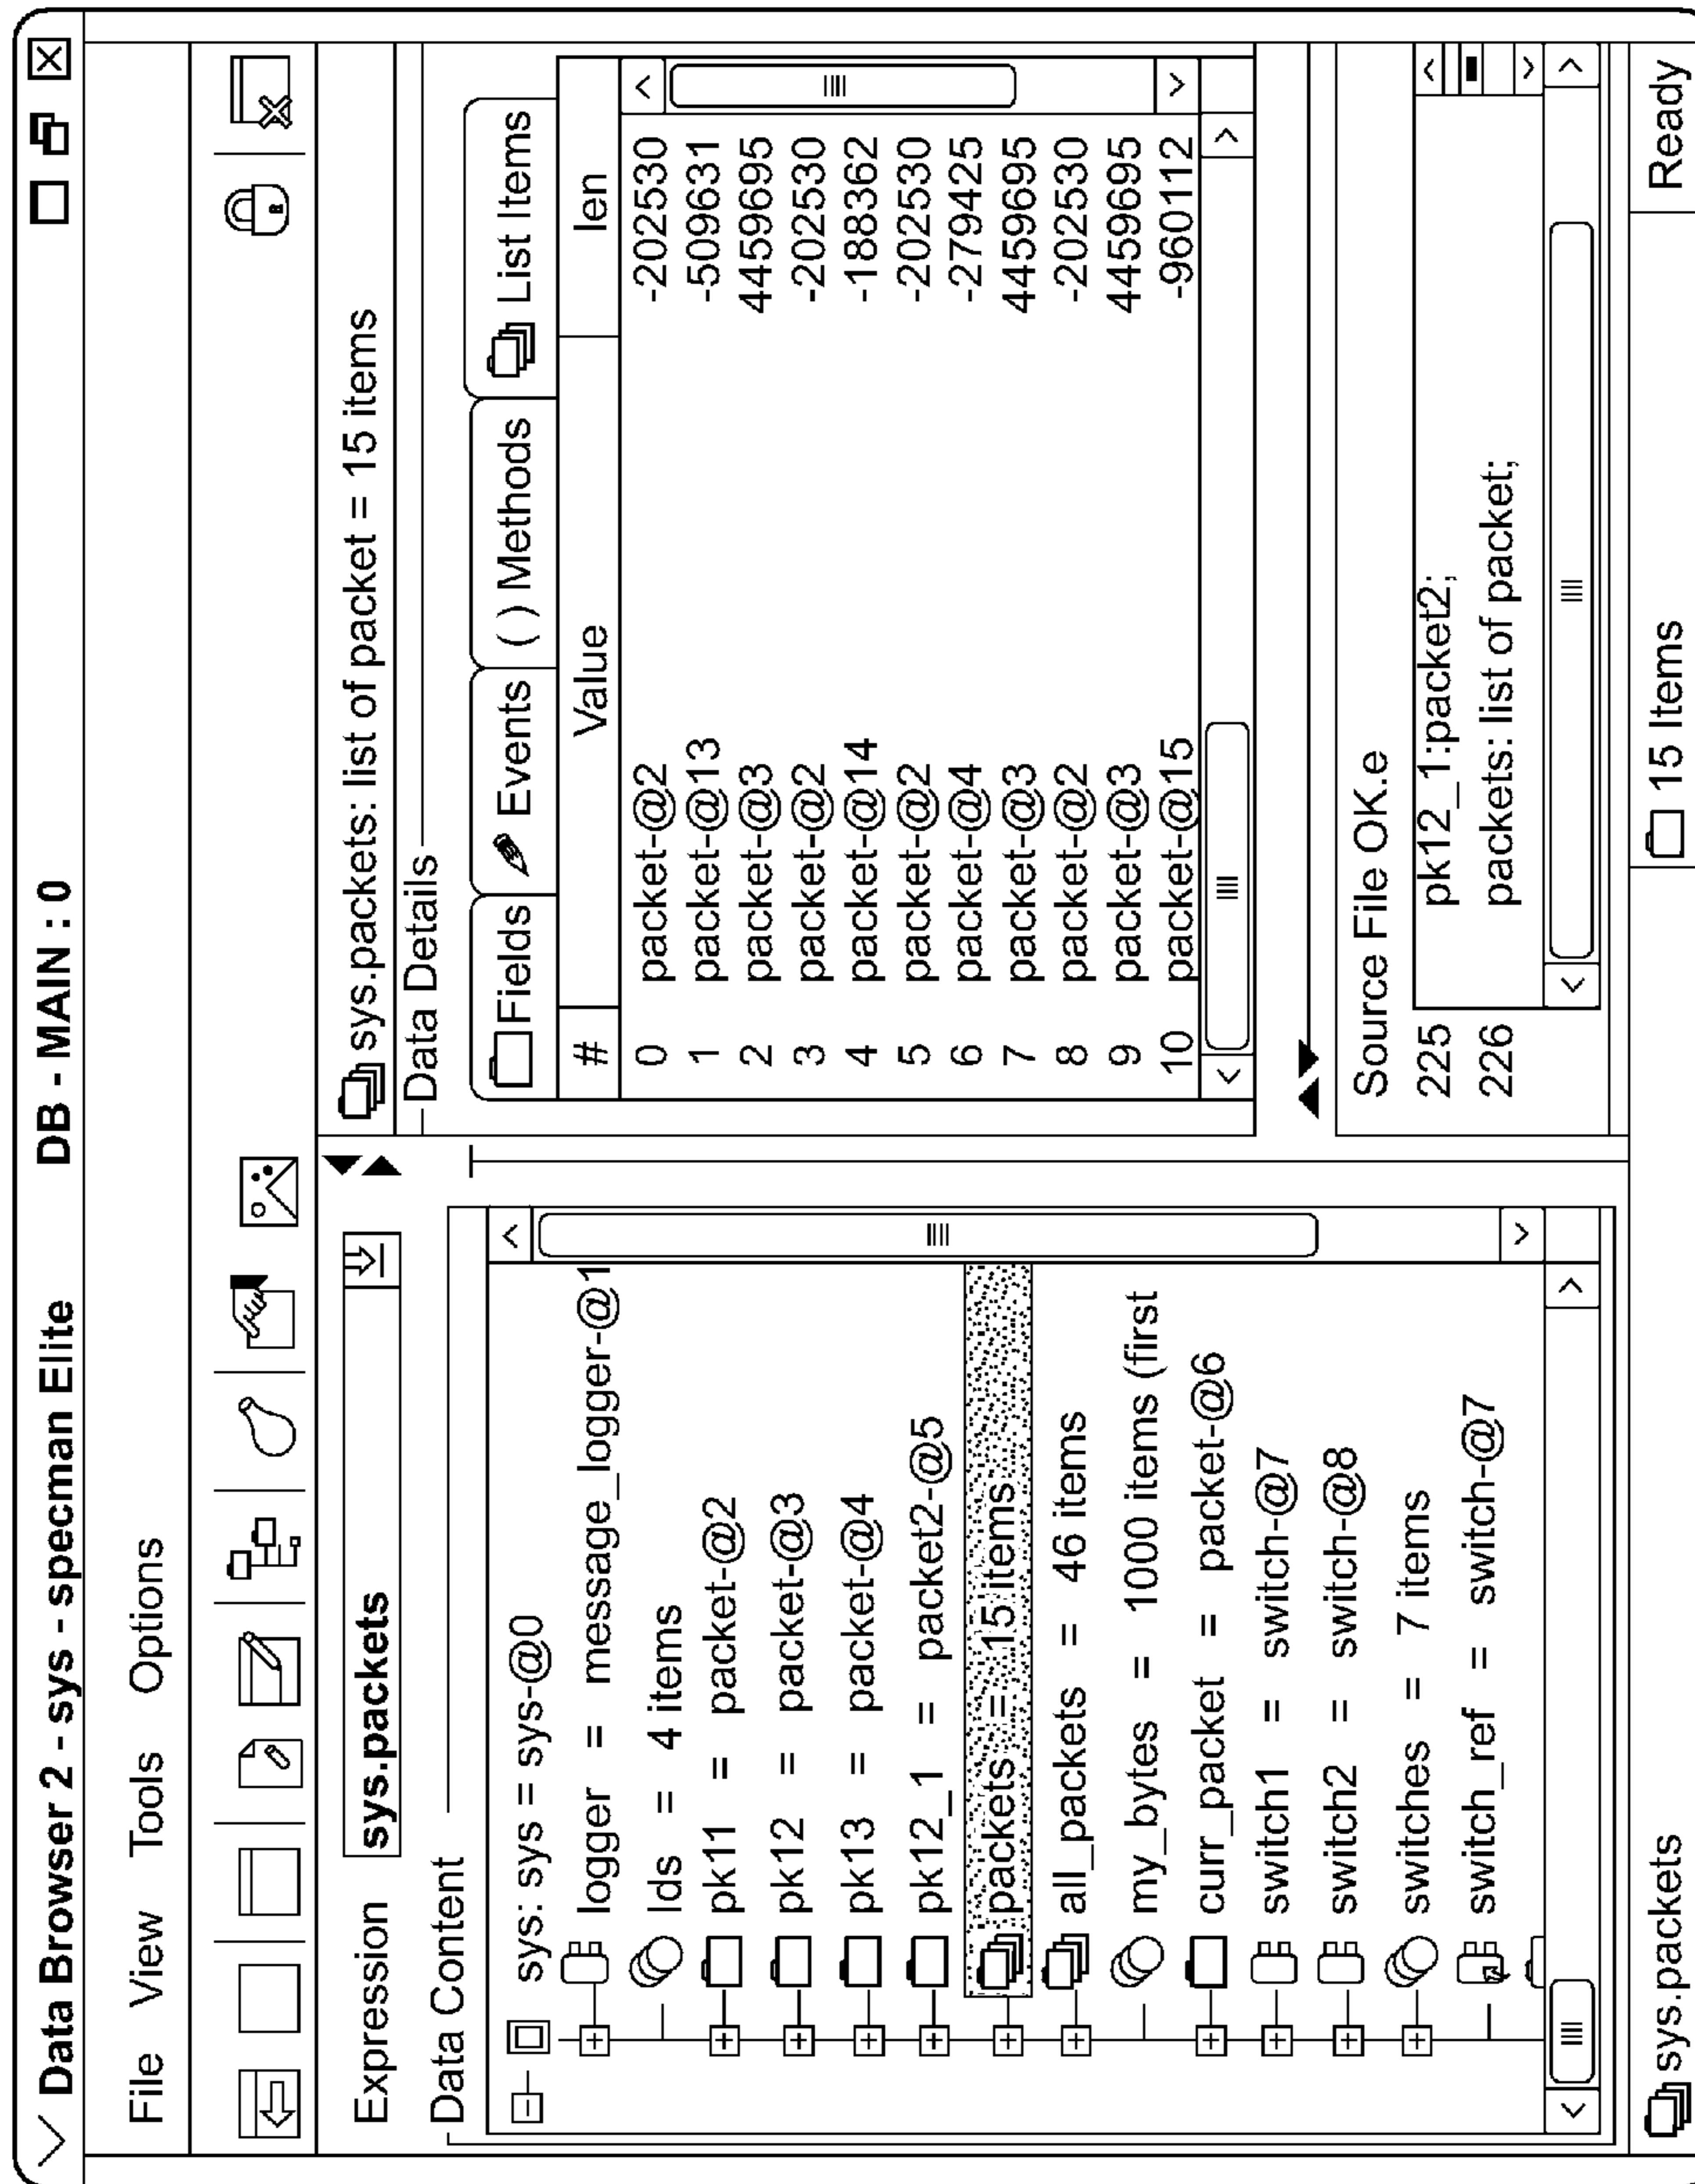 Data Browser 2 - sys - specman Elite DB - MAIN : 0
File View Tools Options
Expression sys.packets
Data Content
sys: sys = sys-@0
logger = message_logger-@1
lds = 4 items
pk11 = packet-@2
pk12 = packet-@3
pk13 = packet-@4
pk12_1 = packet2-@5
packets = 15 items
all_packets = 46 items
my_bytes = 1000 items (first
curr_packet = packet-@6
switch1 = switch-@7
switch2 = switch-@8
switches = 7 items
switch_ref = switch-@7
sys.packets: list of packet = 15 items
Data Details
Fields Events ( ) Methods List Items
# Value len
0 packet-@2 -202530
1 packet-@13 -509631
2 packet-@3 4459695
3 packet-@2 -202530
4 packet-@14 -188362
5 packet-@2 -202530
6 packet-@4 -279425
7 packet-@3 4459695
8 packet-@2 -202530
9 packet-@3 4459695
10 packet-@15 -960112
Source File OK.e
225 pk12_1:packet2;
226 packets: list of packet;
sys.packets 15 Items Ready